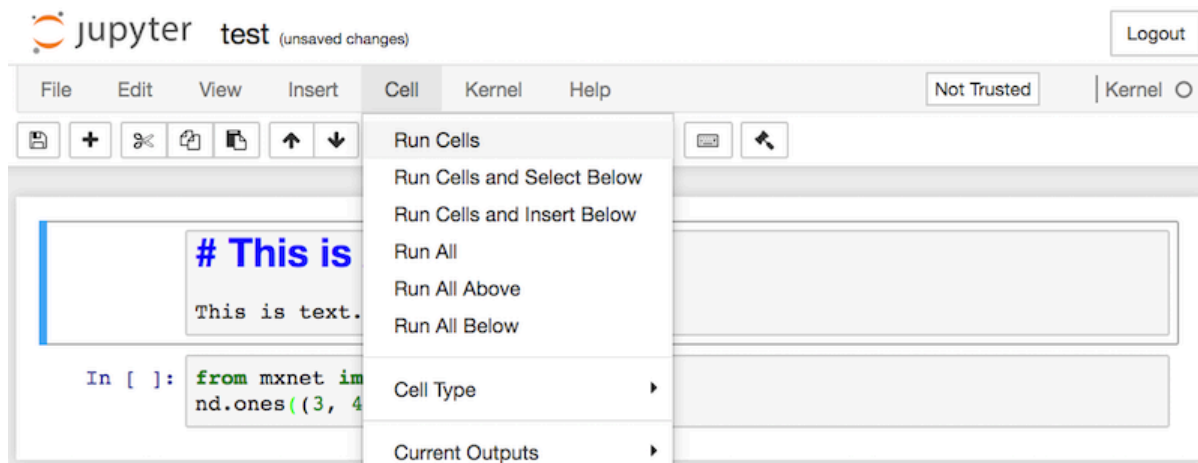 jupyter test (unsaved changes) Logout
File Edit View Insert Cell Kernel Help Not Trusted Kernel
Run Cells
Run Cells and Select Below
Run Cells and Insert Below
Run All
Run All Above
Run All Below
Cell Type
Current Outputs
# This is
This is text.
In [ ]: from mxnet im
nd.ones((3, 4